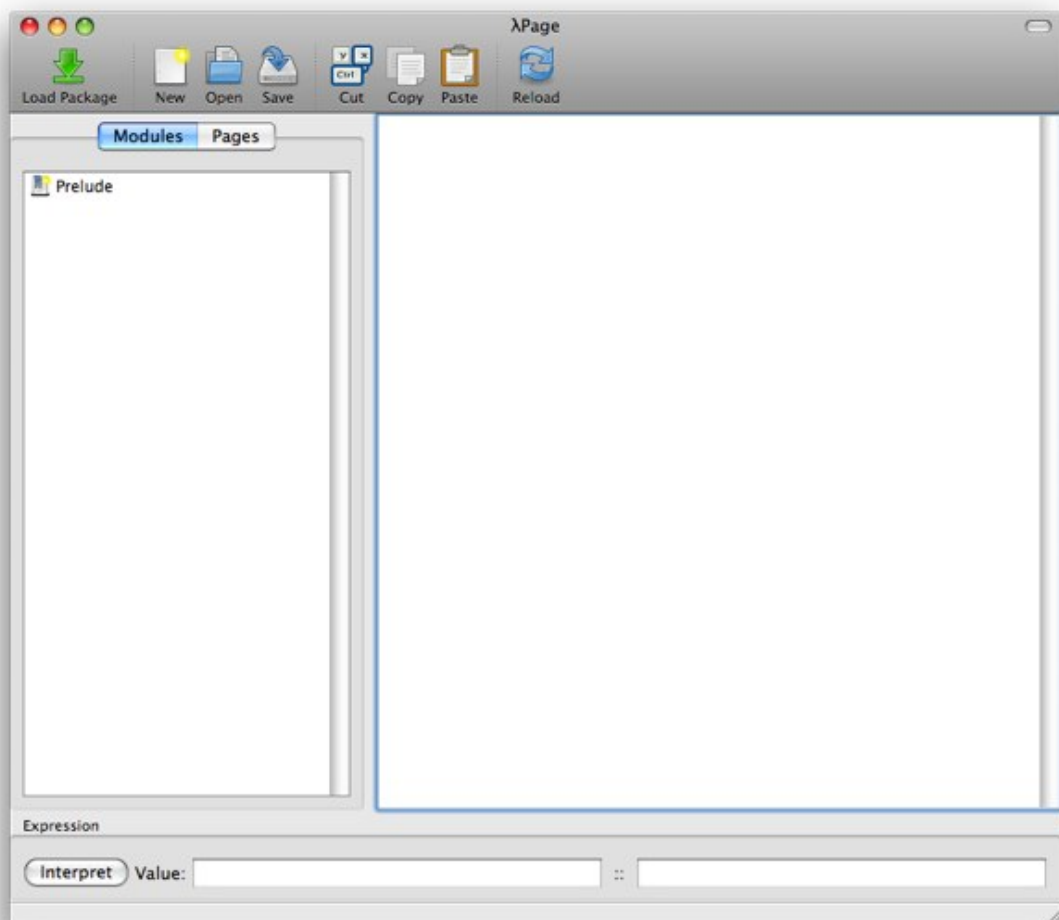 λPage
Load Package New Open Save Cut Copy Paste Reload
Modules Pages
Prelude
Expression
Interpret Value: ::